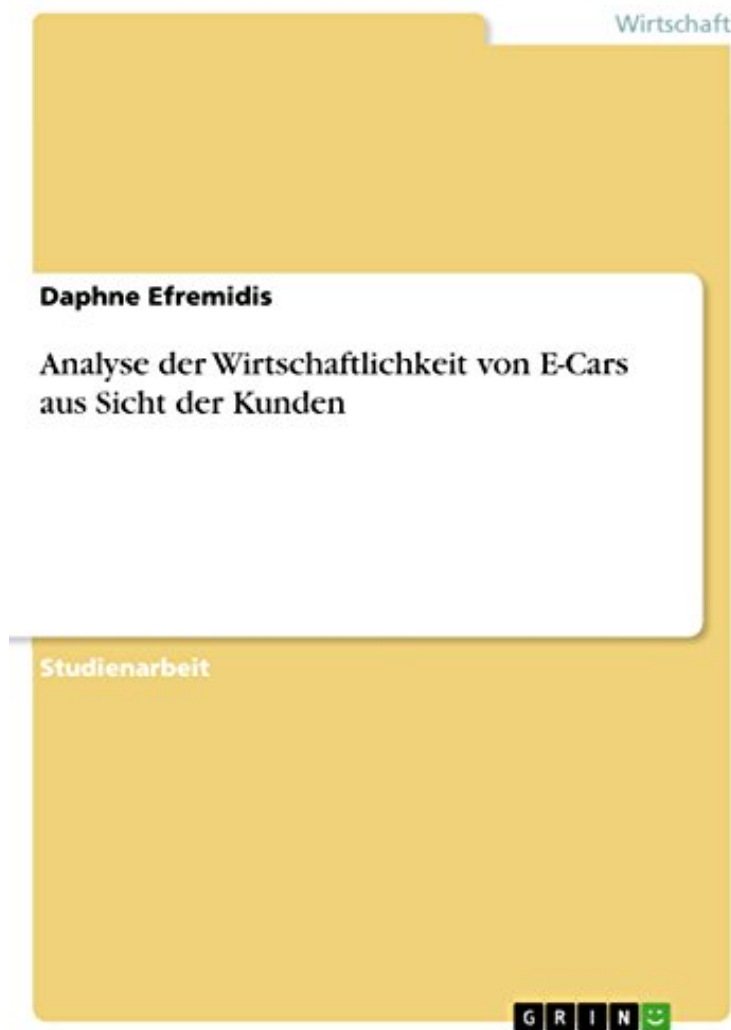 Wirtschaft
Daphne Efremidis
Analyse der Wirtschaftlichkeit von E-Cars
aus Sicht der Kunden
Studienarbeit
GRIN